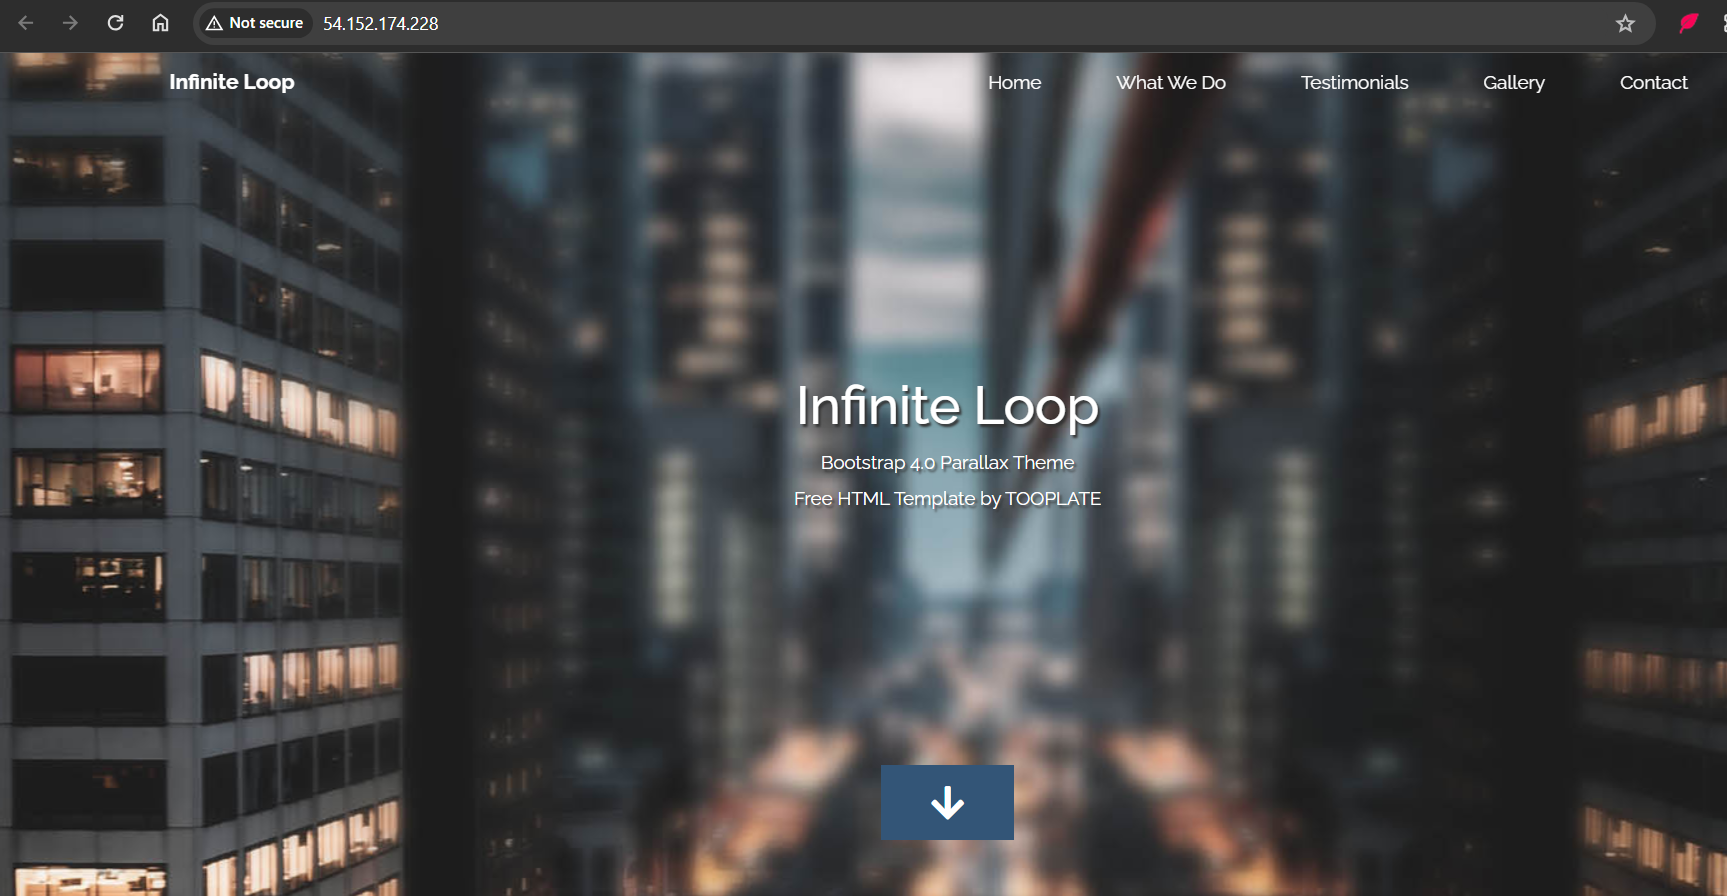 Not secure 54.152.174.228
Infinite Loop Home What We Do Testimonials Gallery Contact
Infinite Loop
Bootstrap 4.0 Parallax Theme
Free HTML Template by TOOPLATE